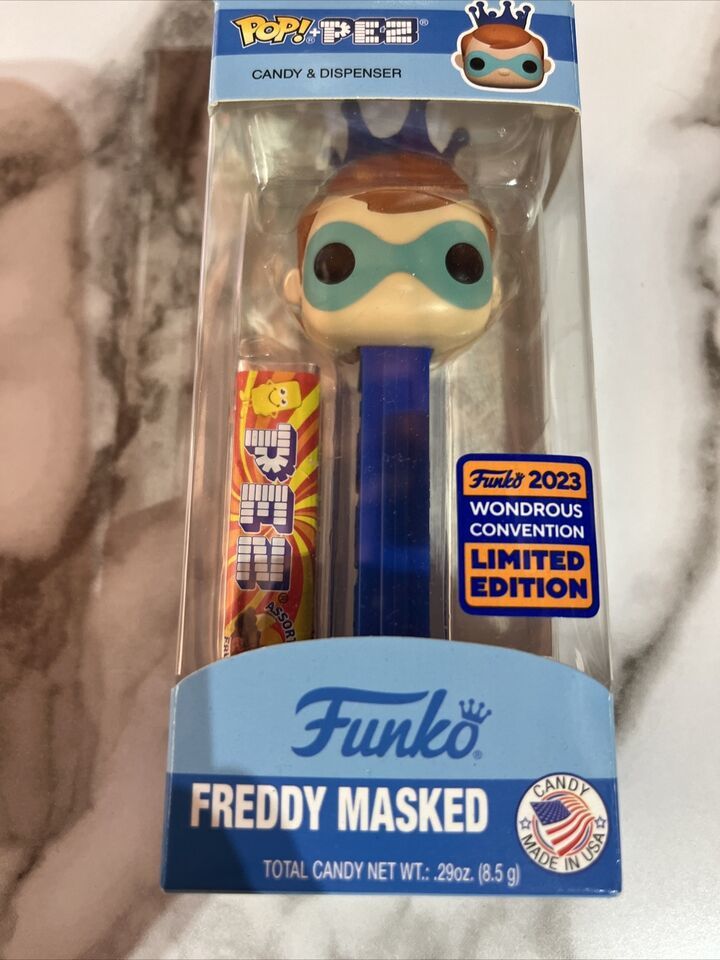 POP! + PEZ®
CANDY & DISPENSER
PEZ®
Funko 2023
WONDROUS
CONVENTION
LIMITED
EDITION
Funko®
FREDDY MASKED
CANDY
MADE IN USA
TOTAL CANDY NET WT.: .29oz. (8.5 g)